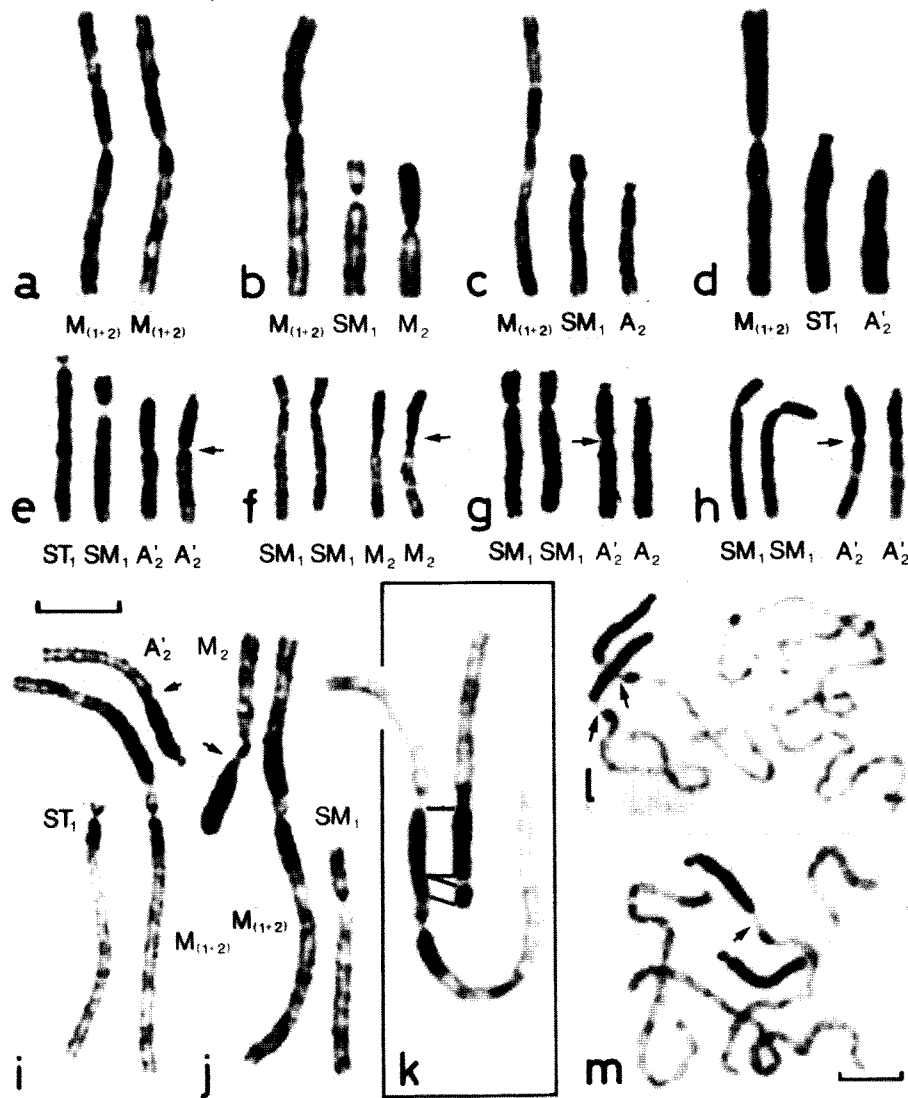 a b c d
M(1+2) M(1+2) M(1+2) SM1 M2 M(1+2) SM1 A2 M(1+2) ST1 A'2
e f g h
ST1 SM1 A'2 A'2 SM1 SM1 M2 M2 SM1 SM1 A'2 A2 SM1 SM1 A'2 A'2
A'2 M2
ST1 SM1
M(1+2) M(1+2)
l
i j k m